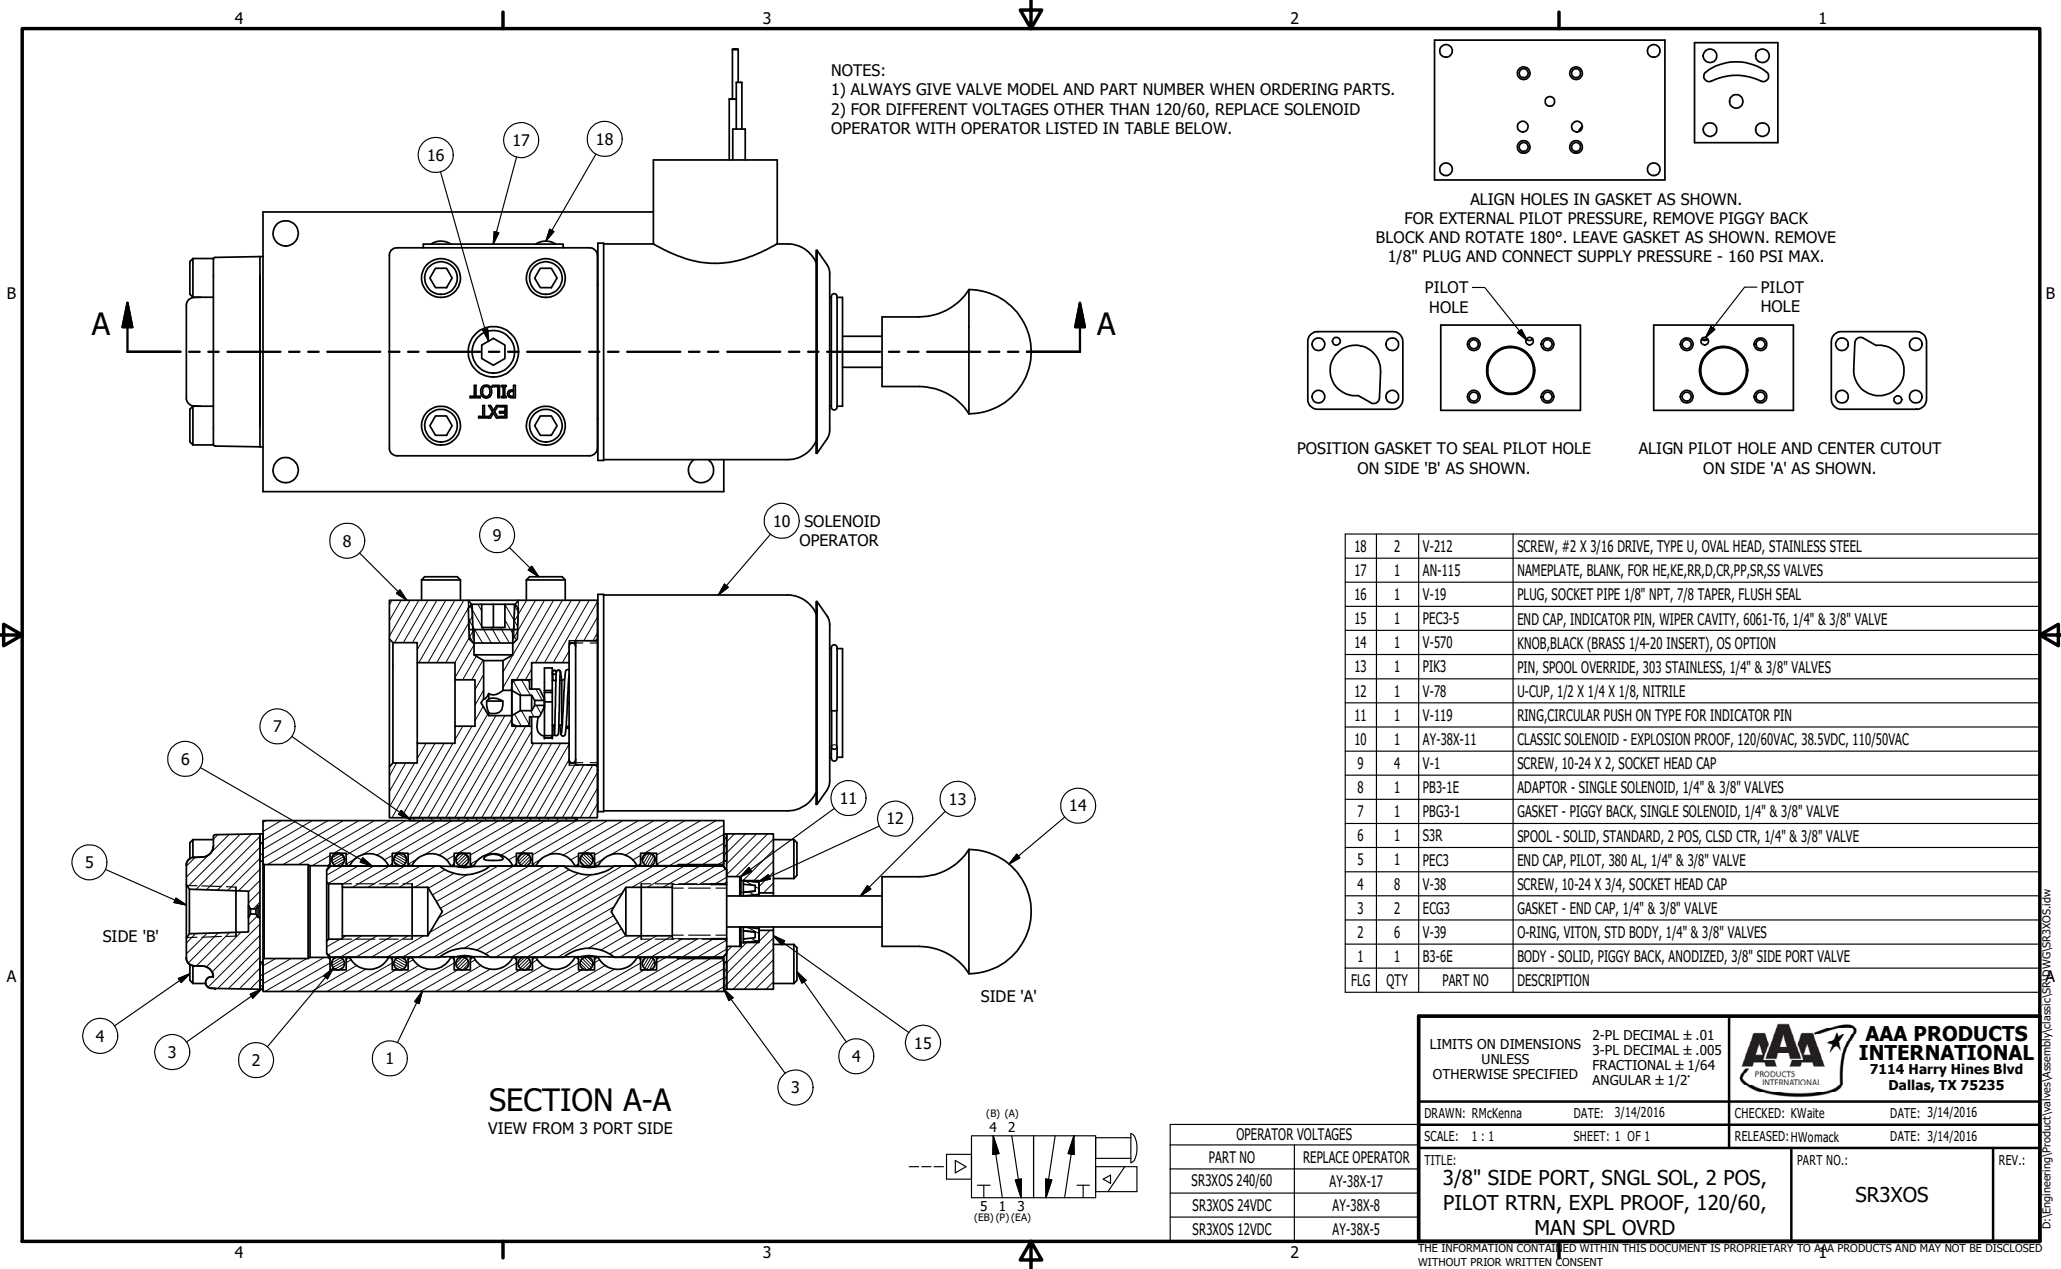 4
3
2
1
B
B
A
A
NOTES:
1) ALWAYS GIVE VALVE MODEL AND PART NUMBER WHEN ORDERING PARTS.
2) FOR DIFFERENT VOLTAGES OTHER THAN 120/60, REPLACE SOLENOID
OPERATOR WITH OPERATOR LISTED IN TABLE BELOW.
16
17
18
A
A
EXT
PILOT
ALIGN HOLES IN GASKET AS SHOWN.
FOR EXTERNAL PILOT PRESSURE, REMOVE PIGGY BACK
BLOCK AND ROTATE 180°. LEAVE GASKET AS SHOWN. REMOVE
1/8" PLUG AND CONNECT SUPPLY PRESSURE - 160 PSI MAX.
PILOT
HOLE
PILOT
HOLE
POSITION GASKET TO SEAL PILOT HOLE
ON SIDE 'B' AS SHOWN.
ALIGN PILOT HOLE AND CENTER CUTOUT
ON SIDE 'A' AS SHOWN.
8
9
10 SOLENOID
OPERATOR
7
6
5
11
12
13
14
SIDE 'B'
SIDE 'A'
4
3
2
1
3
4
15
SECTION A-A
VIEW FROM 3 PORT SIDE
18 2 V-212 SCREW, #2 X 3/16 DRIVE, TYPE U, OVAL HEAD, STAINLESS STEEL
17 1 AN-115 NAMEPLATE, BLANK, FOR HE,KE,RR,D,CR,PP,SR,SS VALVES
16 1 V-19 PLUG, SOCKET PIPE 1/8" NPT, 7/8 TAPER, FLUSH SEAL
15 1 PEC3-5 END CAP, INDICATOR PIN, WIPER CAVITY, 6061-T6, 1/4" & 3/8" VALVE
14 1 V-570 KNOB,BLACK (BRASS 1/4-20 INSERT), OS OPTION
13 1 PIK3 PIN, SPOOL OVERRIDE, 303 STAINLESS, 1/4" & 3/8" VALVES
12 1 V-78 U-CUP, 1/2 X 1/4 X 1/8, NITRILE
11 1 V-119 RING,CIRCULAR PUSH ON TYPE FOR INDICATOR PIN
10 1 AY-38X-11 CLASSIC SOLENOID - EXPLOSION PROOF, 120/60VAC, 38.5VDC, 110/50VAC
9 4 V-1 SCREW, 10-24 X 2, SOCKET HEAD CAP
8 1 PB3-1E ADAPTOR - SINGLE SOLENOID, 1/4" & 3/8" VALVES
7 1 PBG3-1 GASKET - PIGGY BACK, SINGLE SOLENOID, 1/4" & 3/8" VALVE
6 1 S3R SPOOL - SOLID, STANDARD, 2 POS, CLSD CTR, 1/4" & 3/8" VALVE
5 1 PEC3 END CAP, PILOT, 380 AL, 1/4" & 3/8" VALVE
4 8 V-38 SCREW, 10-24 X 3/4, SOCKET HEAD CAP
3 2 ECG3 GASKET - END CAP, 1/4" & 3/8" VALVE
2 6 V-39 O-RING, VITON, STD BODY, 1/4" & 3/8" VALVES
1 1 B3-6E BODY - SOLID, PIGGY BACK, ANODIZED, 3/8" SIDE PORT VALVE
FLG QTY PART NO DESCRIPTION
(B) (A)
4 2
5 1 3
(EB) (P) (EA)
OPERATOR VOLTAGES
PART NO REPLACE OPERATOR
SR3XOS 240/60 AY-38X-17
SR3XOS 24VDC AY-38X-8
SR3XOS 12VDC AY-38X-5
LIMITS ON DIMENSIONS
UNLESS
OTHERWISE SPECIFIED
2-PL DECIMAL ± .01
3-PL DECIMAL ± .005
FRACTIONAL ± 1/64
ANGULAR ± 1/2°
AAA
PRODUCTS
INTERNATIONAL
AAA PRODUCTS
INTERNATIONAL
7114 Harry Hines Blvd
Dallas, TX 75235
DRAWN: RMcKenna DATE: 3/14/2016 CHECKED: KWaite DATE: 3/14/2016
SCALE: 1 : 1 SHEET: 1 OF 1 RELEASED: HWomack DATE: 3/14/2016
TITLE:
3/8" SIDE PORT, SNGL SOL, 2 POS,
PILOT RTRN, EXPL PROOF, 120/60,
MAN SPL OVRD
PART NO.:
SR3XOS
REV.:
D:\Engineering\Product\valves\Assembly\classic\SR\DWG\SR3XOS.idw
4
3
2
1
THE INFORMATION CONTAINED WITHIN THIS DOCUMENT IS PROPRIETARY TO AAA PRODUCTS AND MAY NOT BE DISCLOSED
WITHOUT PRIOR WRITTEN CONSENT